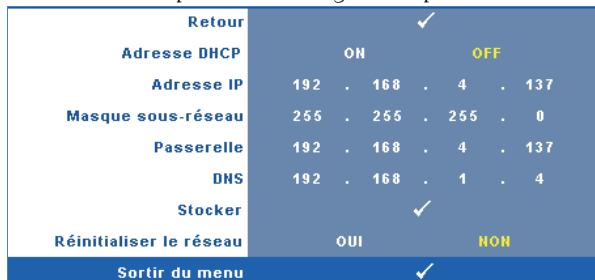 Retour ✓
Adresse DHCP ON OFF
Adresse IP 192 . 168 . 4 . 137
Masque sous-réseau 255 . 255 . 255 . 0
Passerelle 192 . 168 . 4 . 137
DNS 192 . 168 . 1 . 4
Stocker ✓
Réinitialiser le réseau OUI NON
Sortir du menu ✓